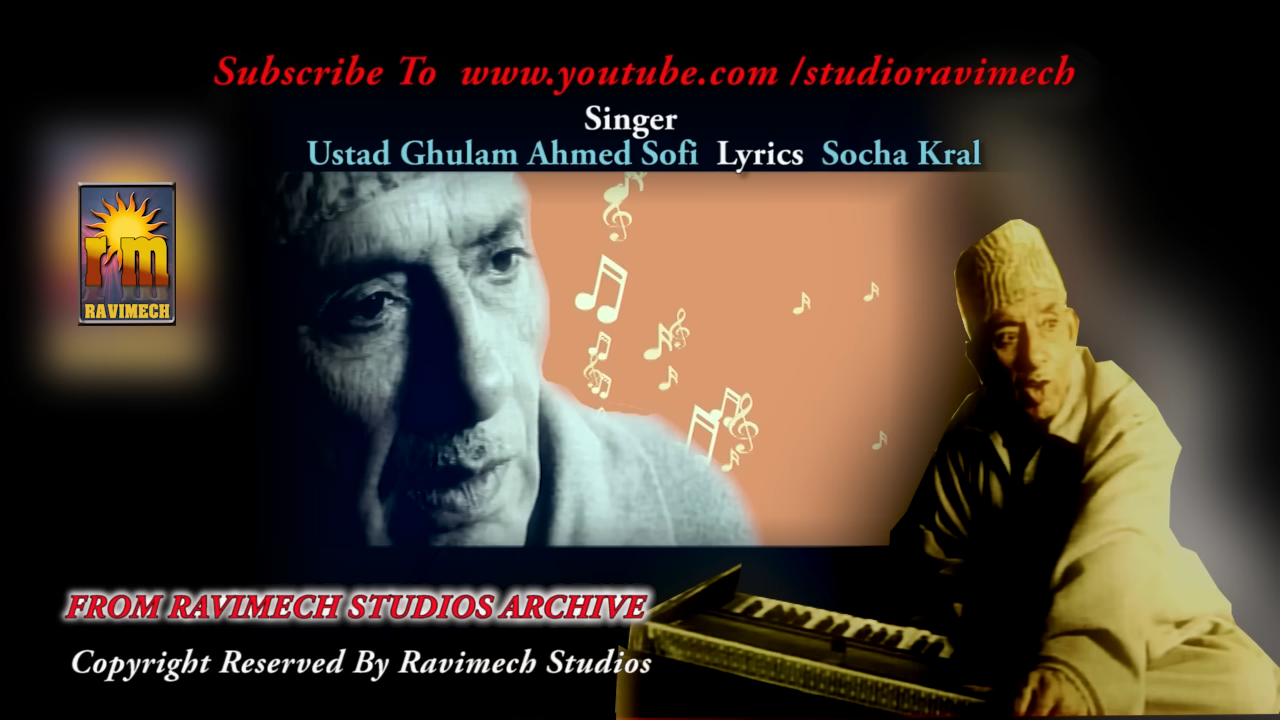 Subscribe To www.youtube.com /studioravimech
Singer
Ustad Ghulam Ahmed Sofi Lyrics Socha Kral
rm
RAVIMECH
FROM RAVIMECH STUDIOS ARCHIVE
Copyright Reserved By Ravimech Studios